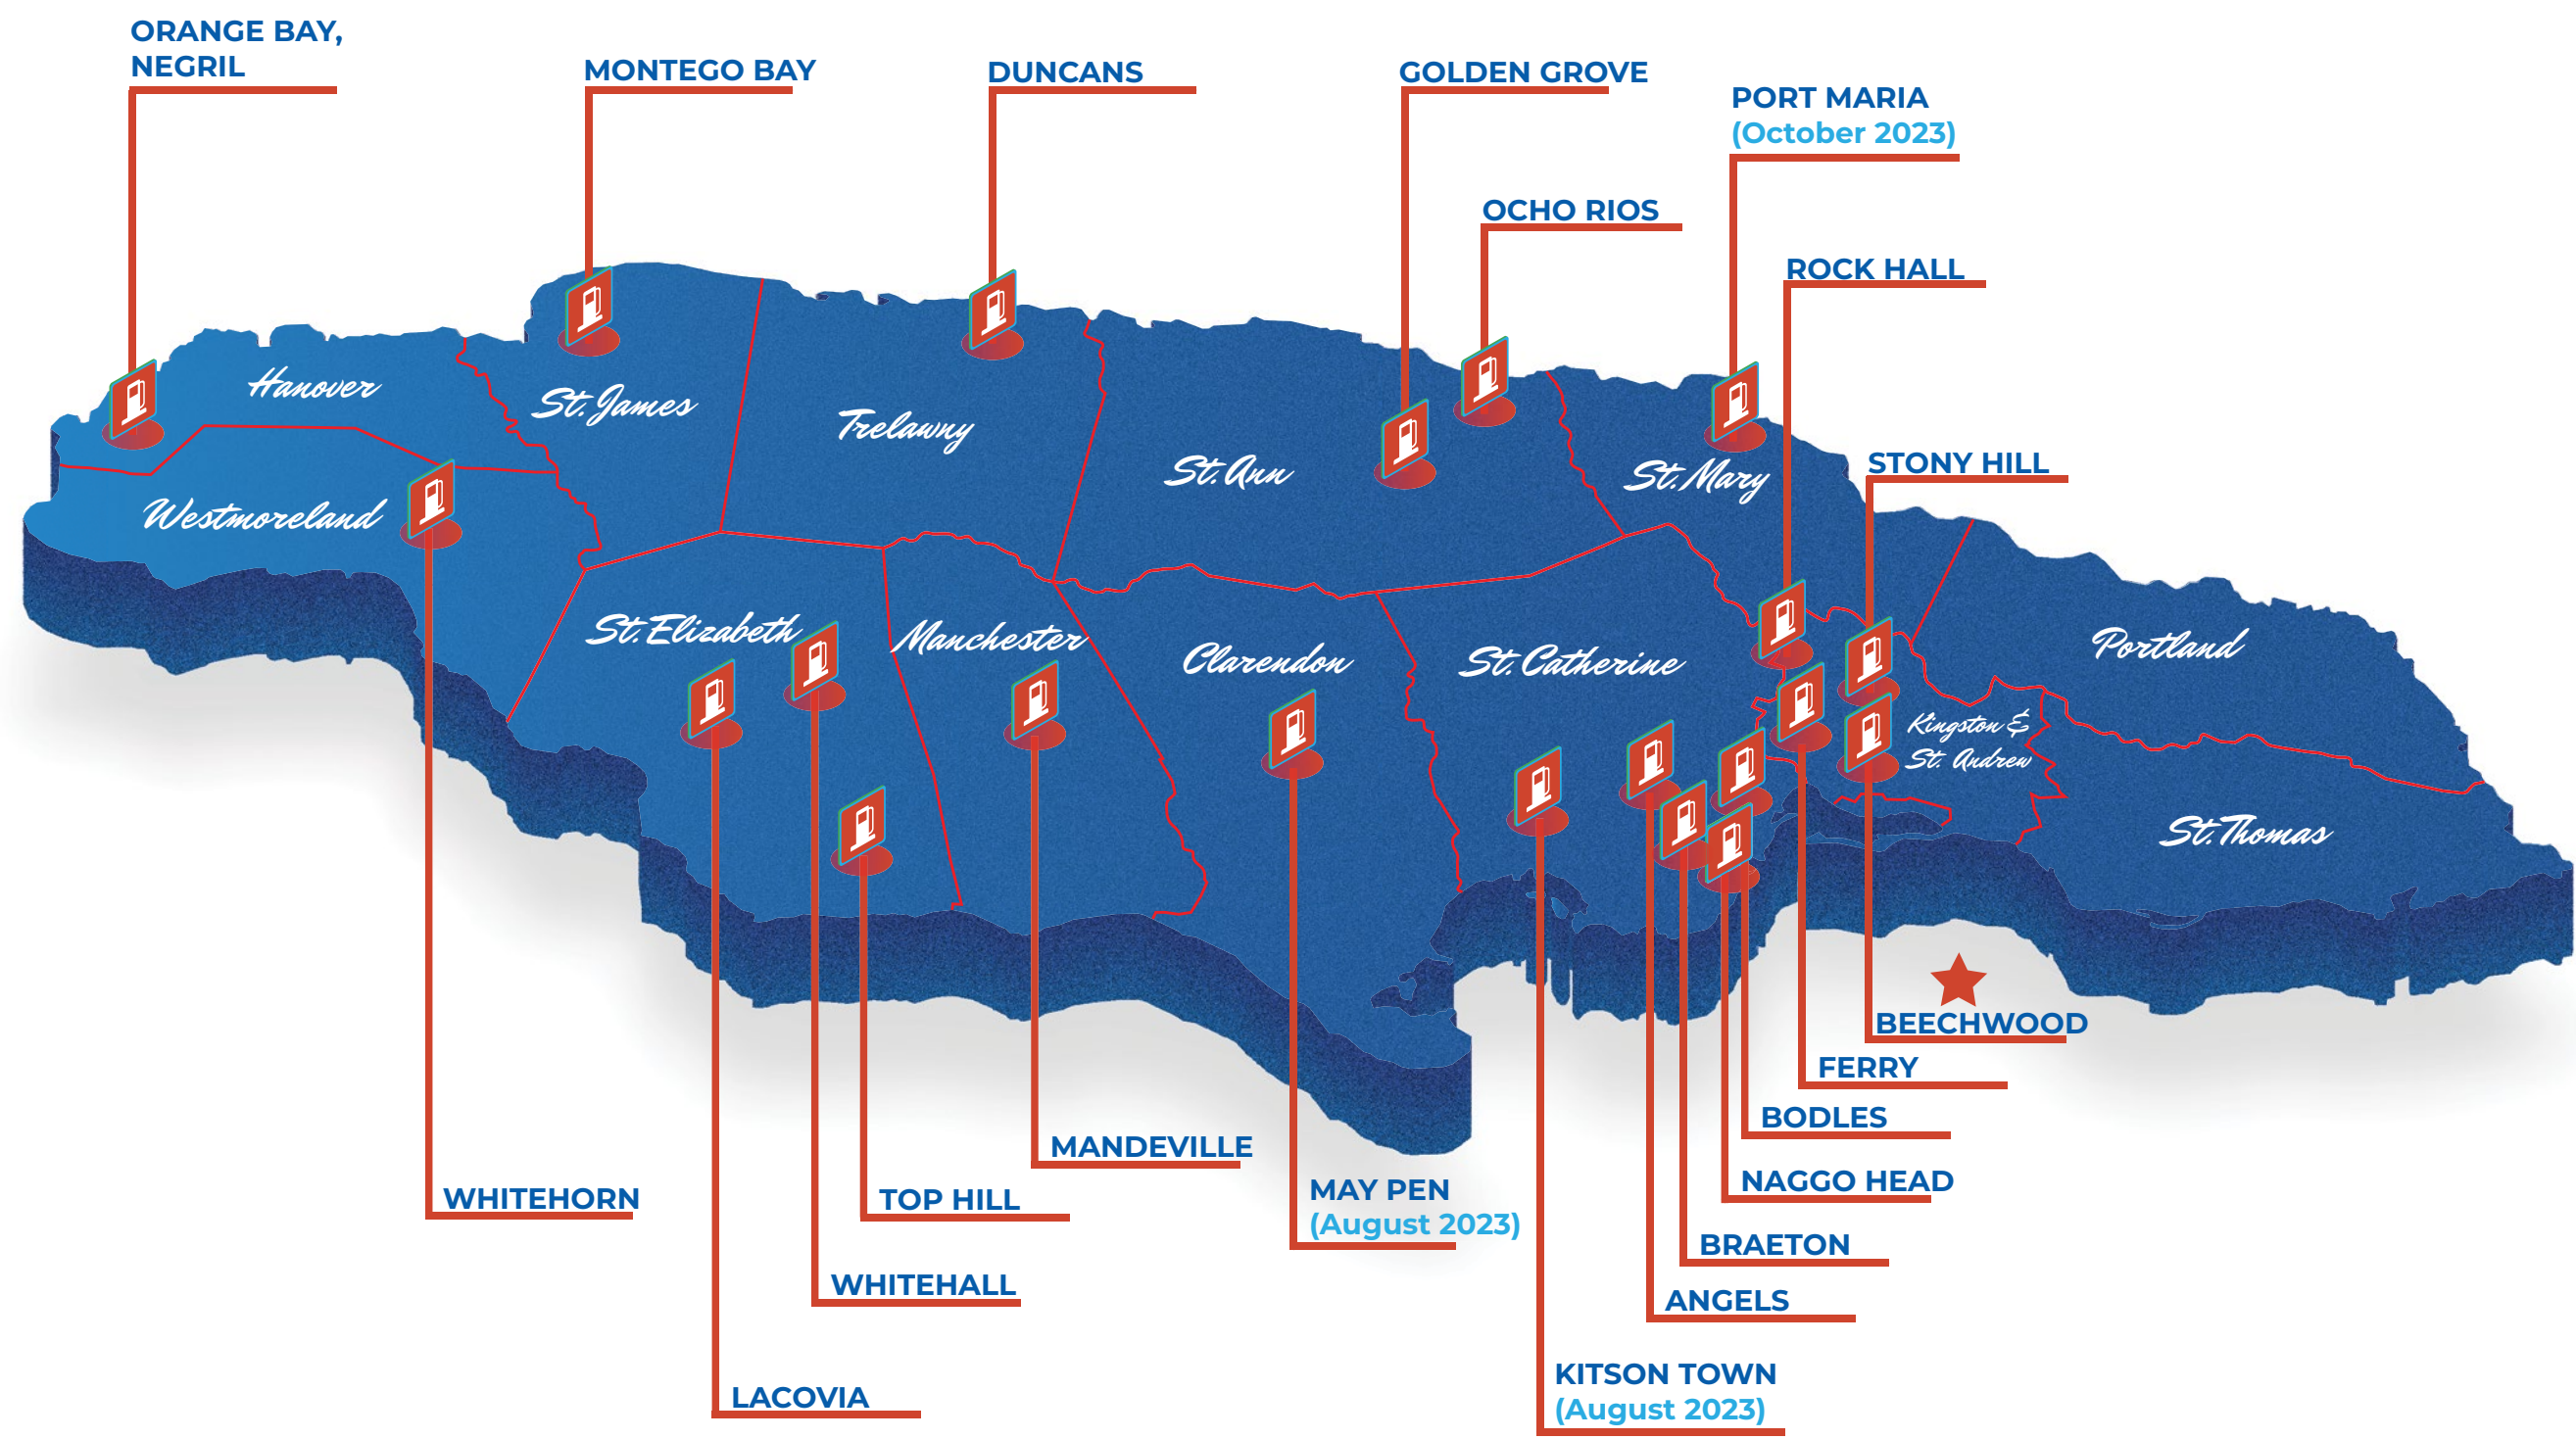 ORANGE BAY,
NEGRIL
MONTEGO BAY
DUNCANS
GOLDEN GROVE
PORT MARIA
(October 2023)
OCHO RIOS
ROCK HALL
STONY HILL
Hanover
St. James
Trelawny
St. Ann
St. Mary
Westmoreland
St. Elizabeth
Manchester
Clarendon
St. Catherine
Portland
Kingston &
St. Andrew
St. Thomas
BEECHWOOD
FERRY
BODLES
NAGGO HEAD
BRAETON
ANGELS
KITSON TOWN
(August 2023)
MAY PEN
(August 2023)
MANDEVILLE
TOP HILL
WHITEHALL
LACOVIA
WHITEHORN